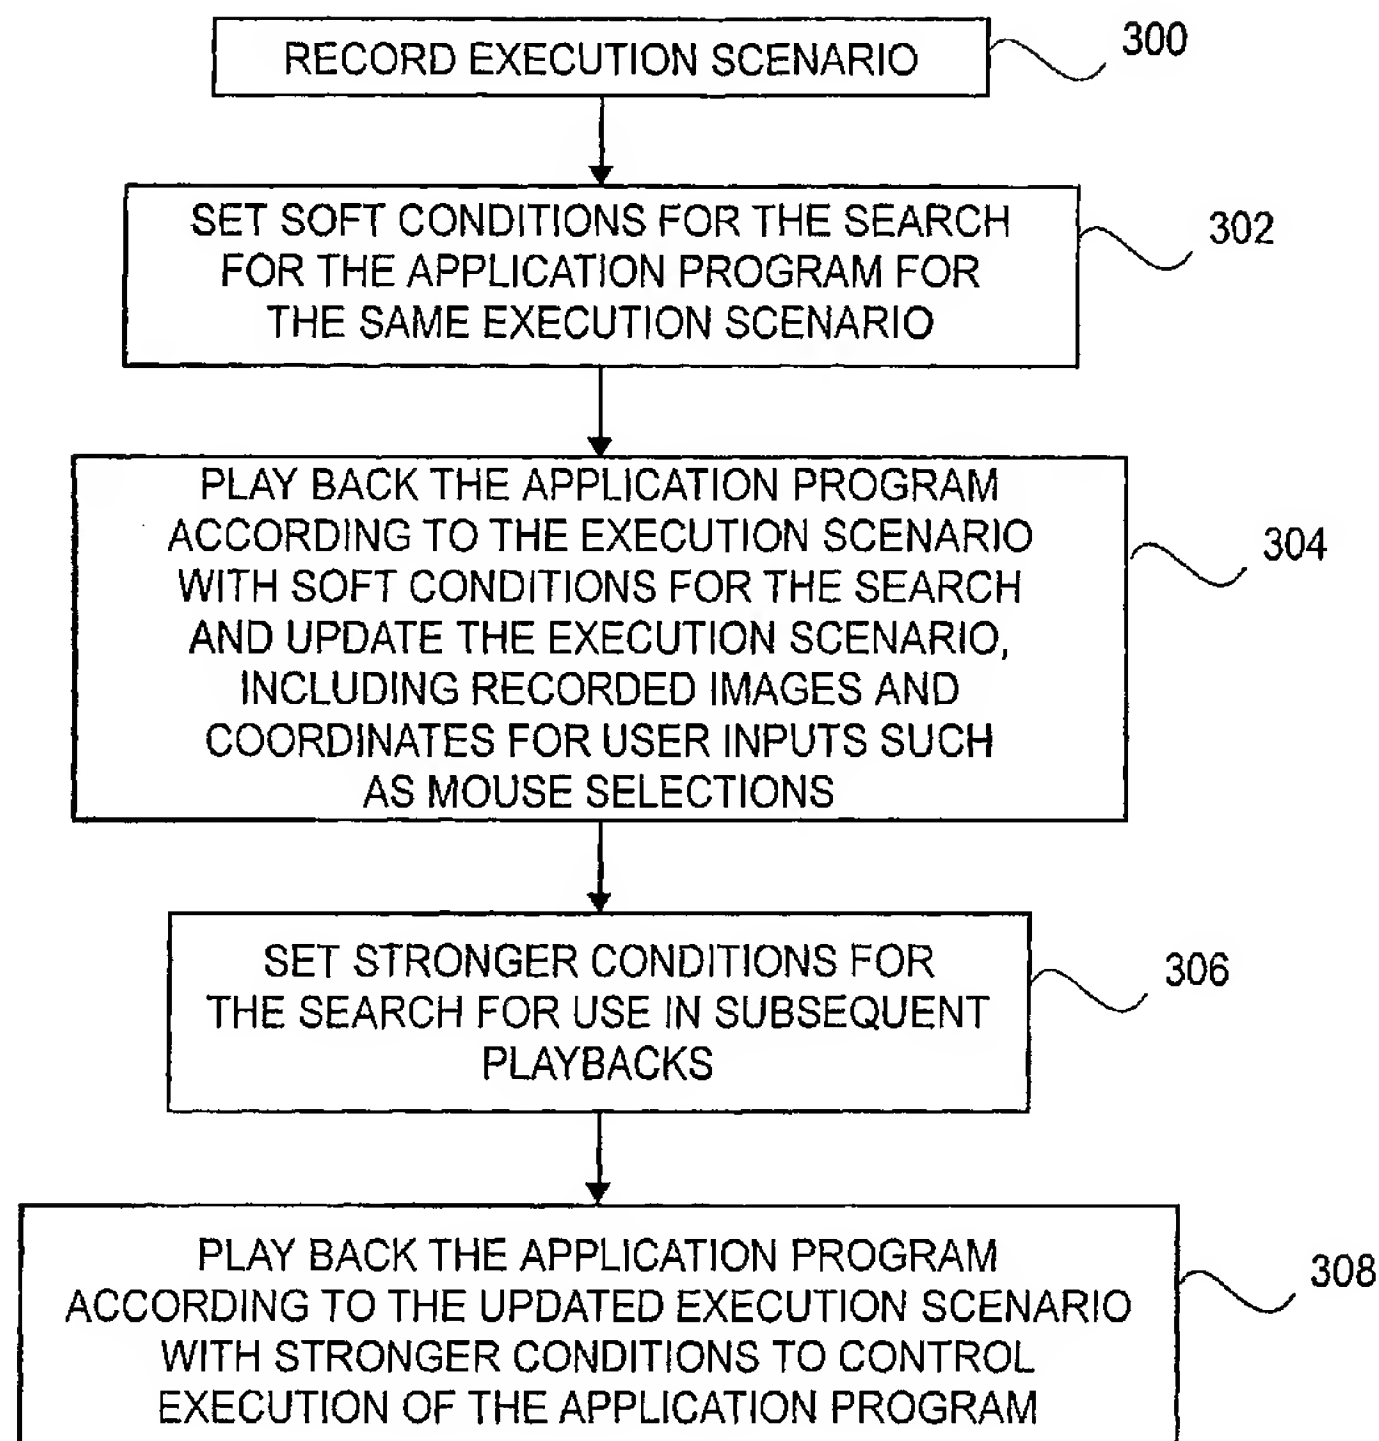 RECORD EXECUTION SCENARIO
300
SET SOFT CONDITIONS FOR THE SEARCH
FOR THE APPLICATION PROGRAM FOR
THE SAME EXECUTION SCENARIO
302
PLAY BACK THE APPLICATION PROGRAM
ACCORDING TO THE EXECUTION SCENARIO
WITH SOFT CONDITIONS FOR THE SEARCH
AND UPDATE THE EXECUTION SCENARIO,
INCLUDING RECORDED IMAGES AND
COORDINATES FOR USER INPUTS SUCH
AS MOUSE SELECTIONS
304
SET STRONGER CONDITIONS FOR
THE SEARCH FOR USE IN SUBSEQUENT
PLAYBACKS
306
PLAY BACK THE APPLICATION PROGRAM
ACCORDING TO THE UPDATED EXECUTION SCENARIO
WITH STRONGER CONDITIONS TO CONTROL
EXECUTION OF THE APPLICATION PROGRAM
308